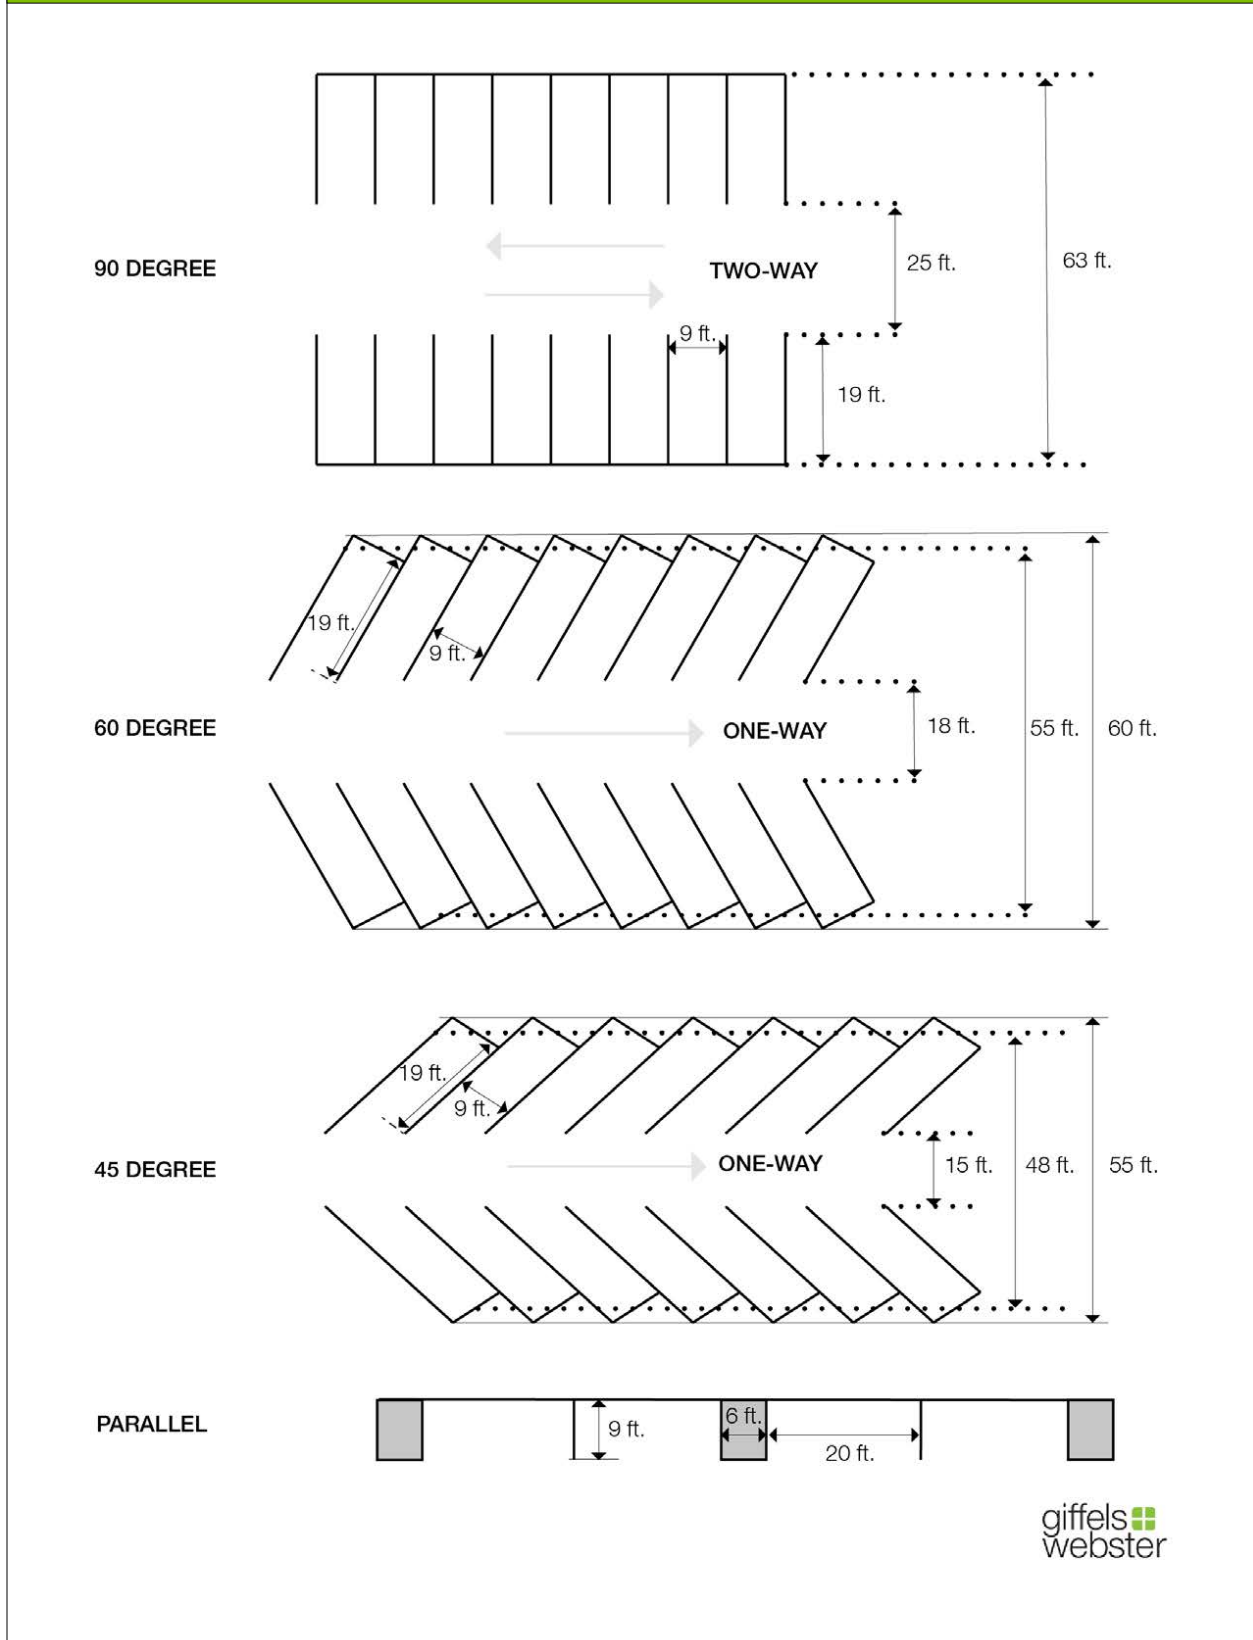 90 DEGREE
TWO-WAY
25 ft.
63 ft.
9 ft.
19 ft.
60 DEGREE
19 ft.
9 ft.
ONE-WAY
18 ft.
55 ft.
60 ft.
45 DEGREE
19 ft.
9 ft.
ONE-WAY
15 ft.
48 ft.
55 ft.
PARALLEL
9 ft.
6 ft.
20 ft.
giffels
webster